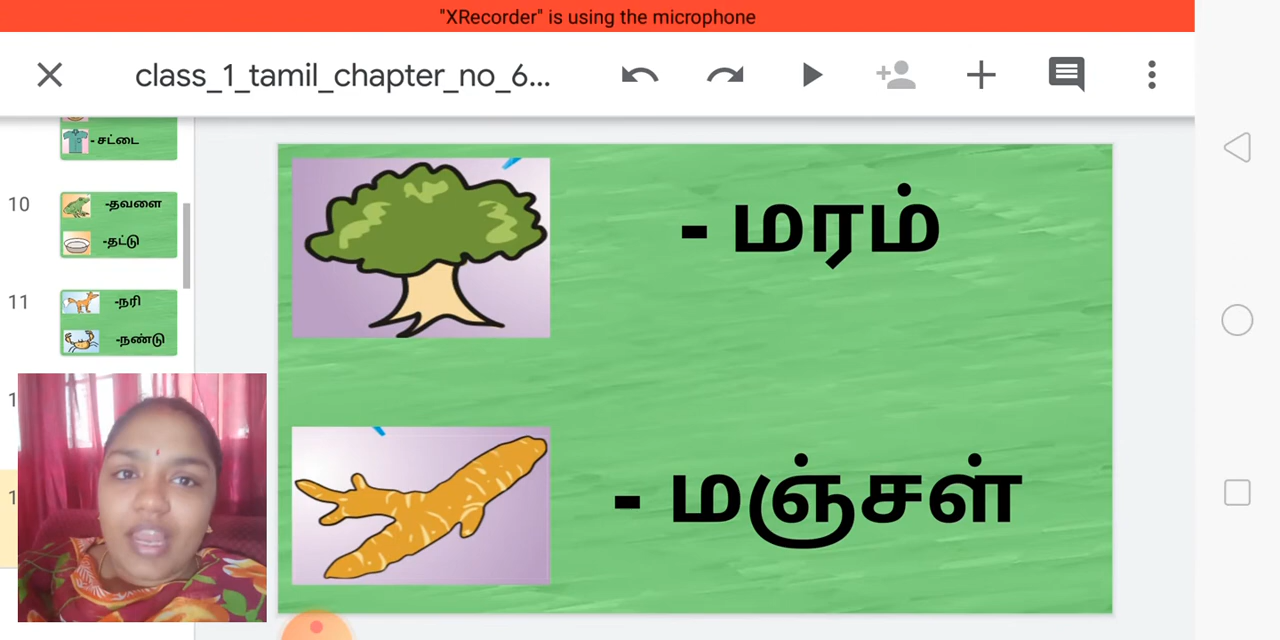 "XRecorder" is using the microphone
class_1_tamil_chapter_no_6...
- சட்டை
10
-தவளை
-தட்டு
11
-நரி
-நண்டு
- மரம்
- மஞ்சள்